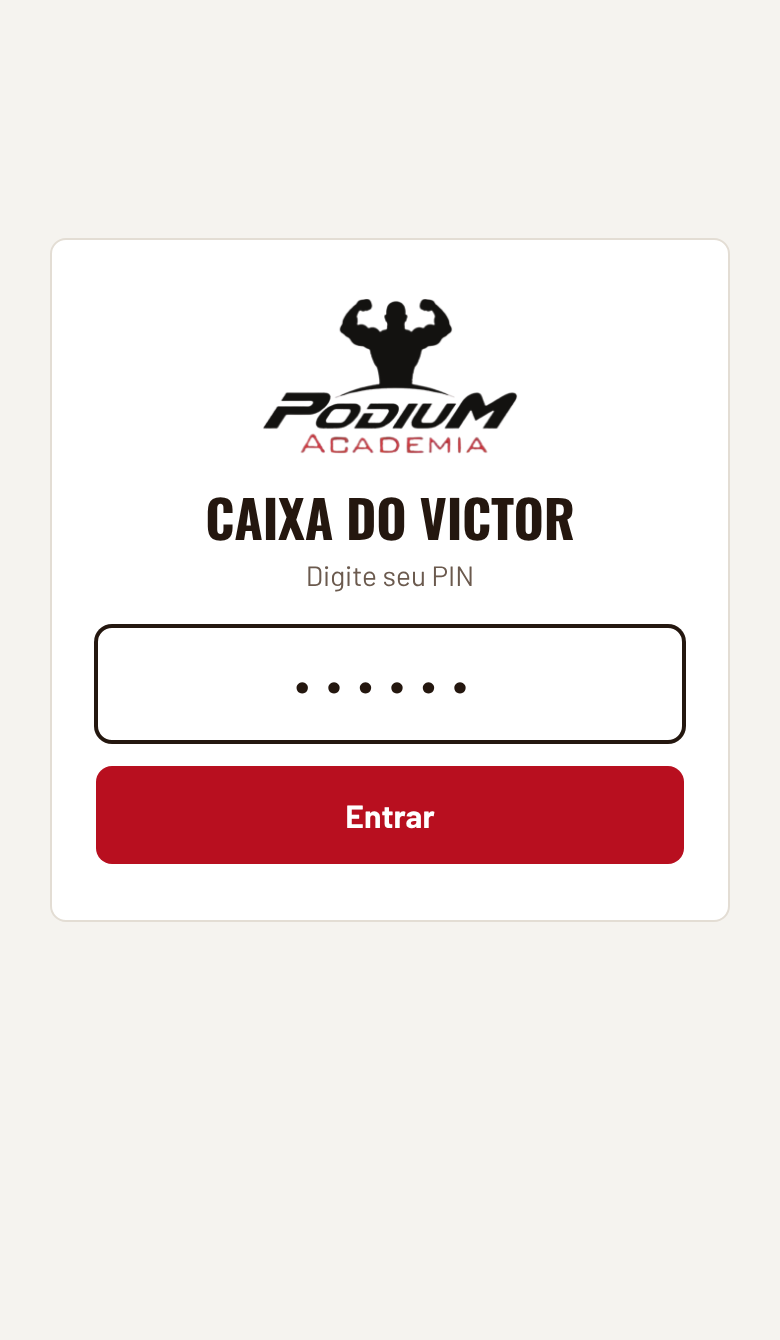 PODIUM
ACADEMIA
CAIXA DO VICTOR
Digite seu PIN
••••••
Entrar